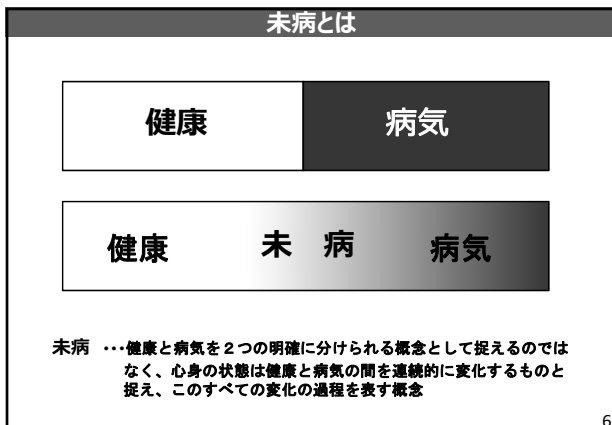 未病とは
健康 病気
健康 未 病 病気
未病 ・・・健康と病気を２つの明確に分けられる概念として捉えるのでは
なく、心身の状態は健康と病気の間を連続的に変化するものと
捉え、このすべての変化の過程を表す概念
6